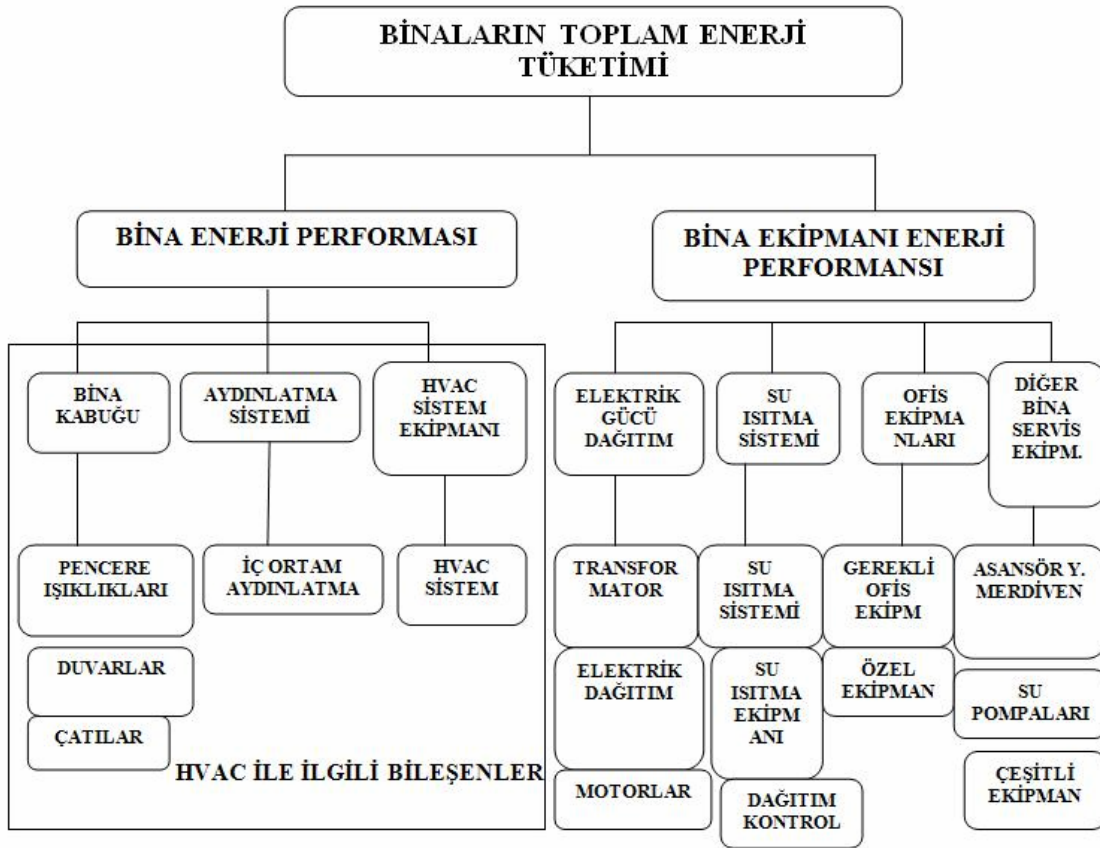 BİNALARIN TOPLAM ENERJİ
TÜKETİMİ
BİNA ENERJİ PERFORMASI
BİNA EKİPMANI ENERJİ
PERFORMANSI
BİNA
KABUĞU
AYDINLATMA
SİSTEMİ
HVAC
SİSTEM
EKİPMANI
ELEKTRİK
GÜCÜ
DAĞITIM
SU
ISITMA
SİSTEMİ
OFİS
EKİPMA
NLARI
DİĞER
BİNA
SERVİS
EKİPM.
PENCERE
IŞIKLIKLARI
İÇ ORTAM
AYDINLATMA
HVAC
SİSTEM
TRANSFOR
MATOR
SU
ISITMA
SİSTEMİ
GEREKLİ
OFİS
EKİPM
ASANSÖR Y.
MERDİVEN
DUVARLAR
ELEKTRİK
DAĞITIM
SU
ISITMA
EKİPM
ANI
ÖZEL
EKİPMAN
SU
POMPALARI
ÇATILAR
HVAC İLE İLGİLİ BİLEŞENLER
MOTORLAR
DAĞITIM
KONTROL
ÇEŞİTLİ
EKİPMAN